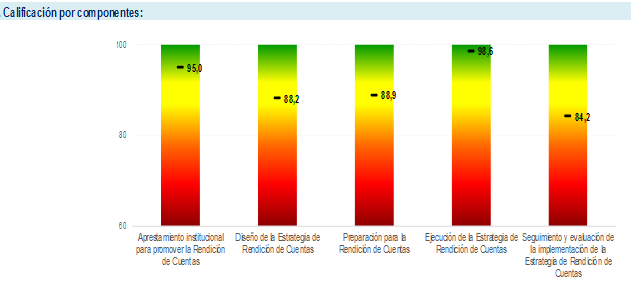 . Calificación por componentes:
100
95,0
88,2
88,9
98,6
84,2
80
60
Aprestamiento institucional
para promover la Rendición
de Cuentas
Diseño de la Estrategia de
Rendición de Cuentas
Preparación para la
Rendición de Cuentas
Ejecución de la Estrategia de
Rendición de Cuentas
Seguimiento y evaluación de
la implementación de la
Estrategia de Rendición de
Cuentas